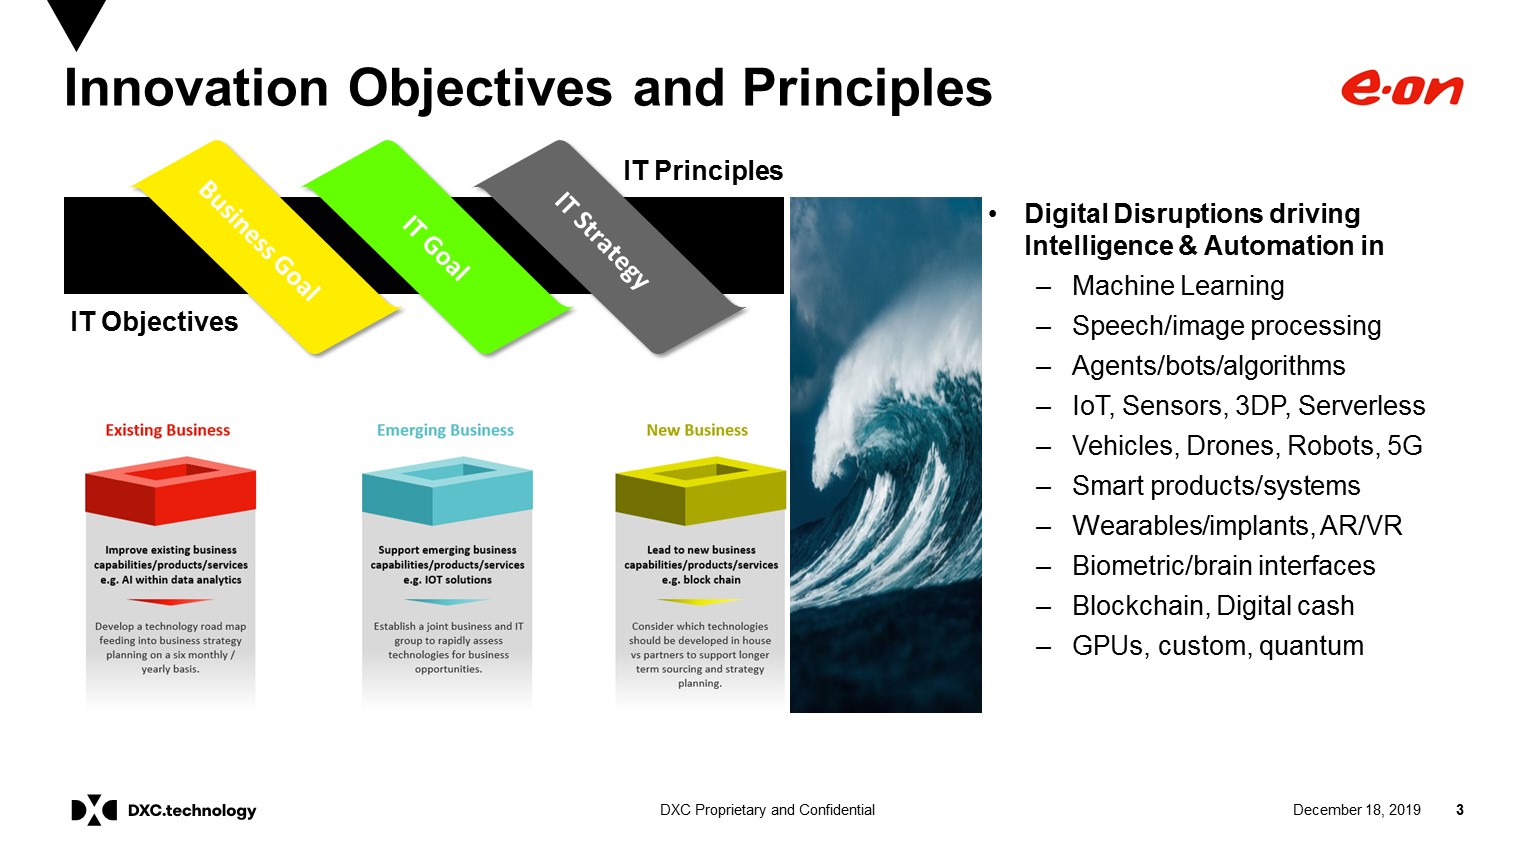 Innovation Objectives and Principles
e·on
IT Principles
Business Goal
IT Goal
IT Strategy
IT Objectives
Existing Business
Improve existing business
capabilities/products/services
e.g. AI within data analytics
Develop a technology road map
feeding into business strategy
planning on a six monthly /
yearly basis.
Emerging Business
Support emerging business
capabilities/products/services
e.g. IOT solutions
Establish a joint business and IT
group to rapidly assess
technologies for business
opportunities.
New Business
Lead to new business
capabilities/products/services
e.g. block chain
Consider which technologies
should be developed in house
vs partners to support longer
term sourcing and strategy
planning.
• Digital Disruptions driving
Intelligence & Automation in
– Machine Learning
– Speech/image processing
– Agents/bots/algorithms
– IoT, Sensors, 3DP, Serverless
– Vehicles, Drones, Robots, 5G
– Smart products/systems
– Wearables/implants, AR/VR
– Biometric/brain interfaces
– Blockchain, Digital cash
– GPUs, custom, quantum
DXC.technology
DXC Proprietary and Confidential
December 18, 2019 3